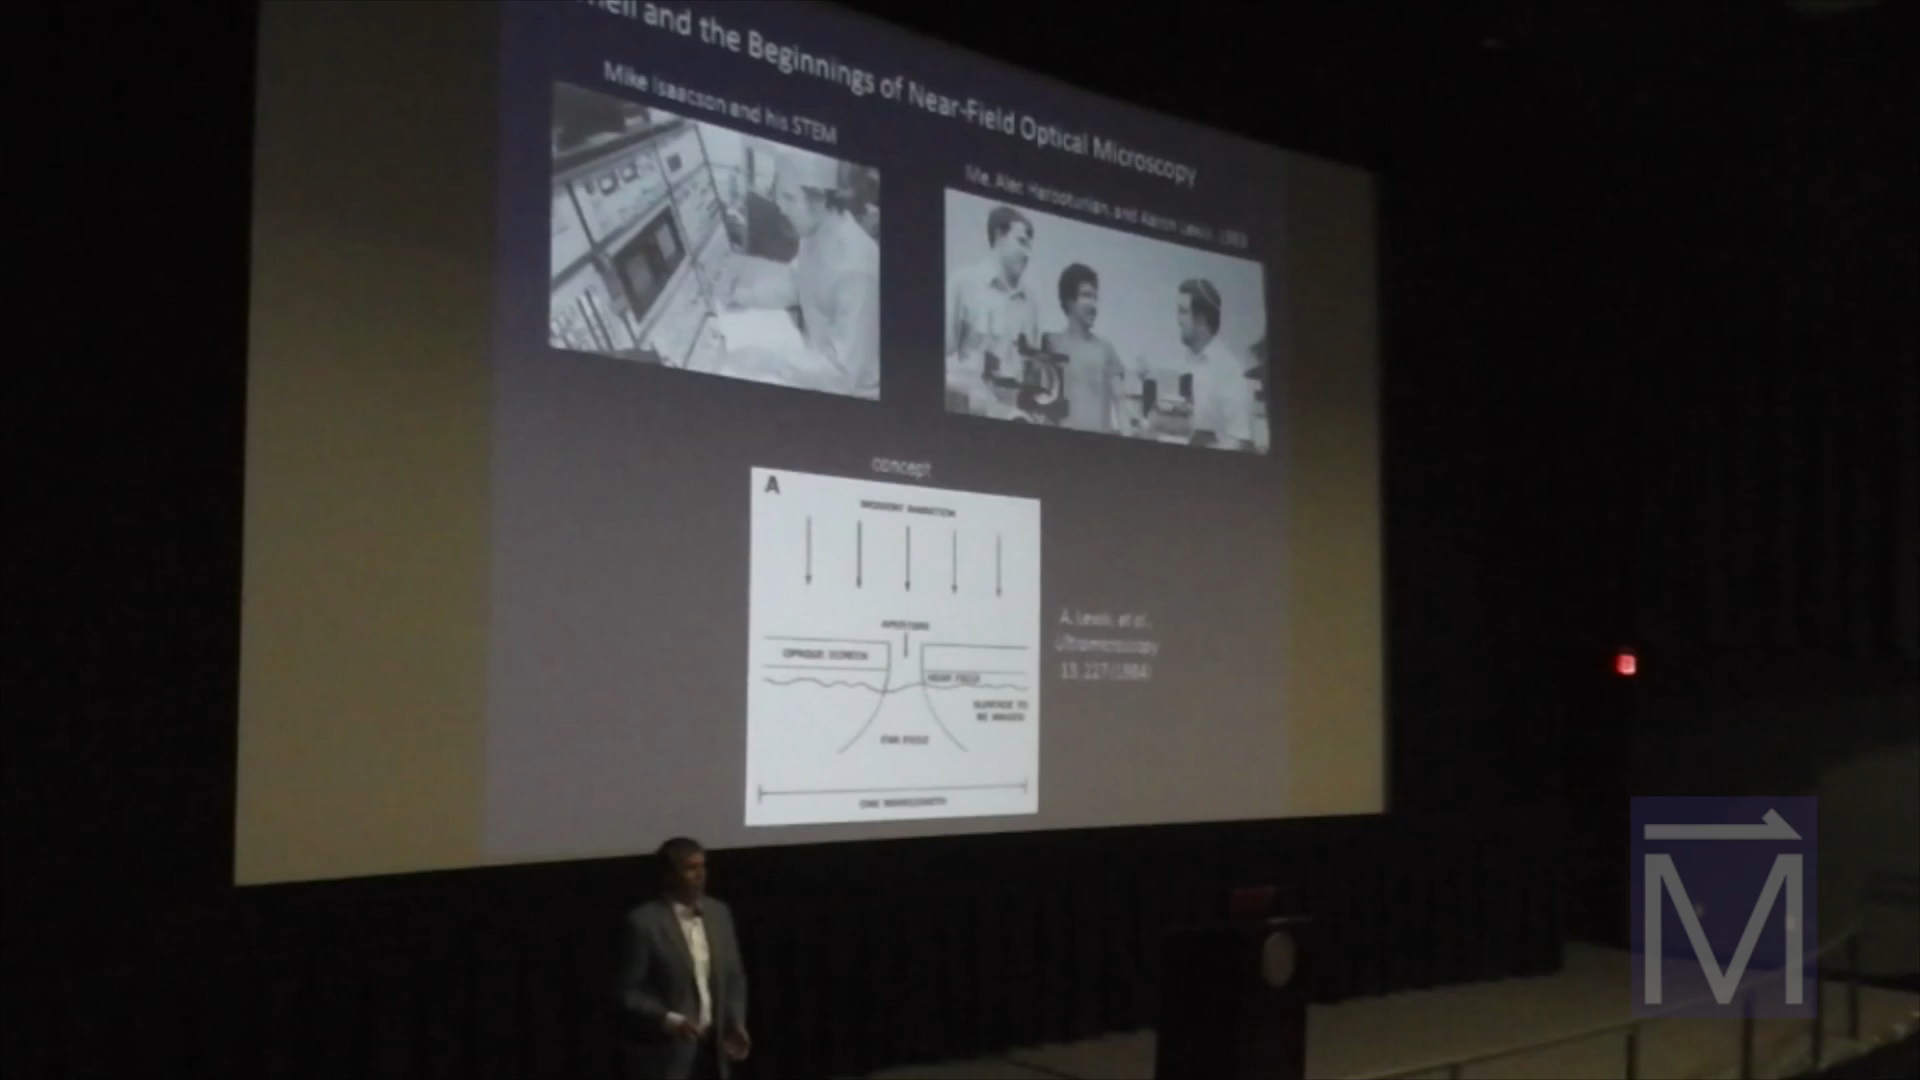 and the Beginnings of Near-Field Optical Microscopy
Mike Isaacson and his STEM
Me, Alec Harootunian, and Aaron Lewis, 1983
concept
A
INCIDENT RADIATION
APERTURE
OPAQUE SCREEN
NEAR FIELD
SURFACE TO
BE IMAGED
FAR FIELD
ONE WAVELENGTH
A. Lewis, et al.,
Ultramicroscopy
13, 227 (1984)
M